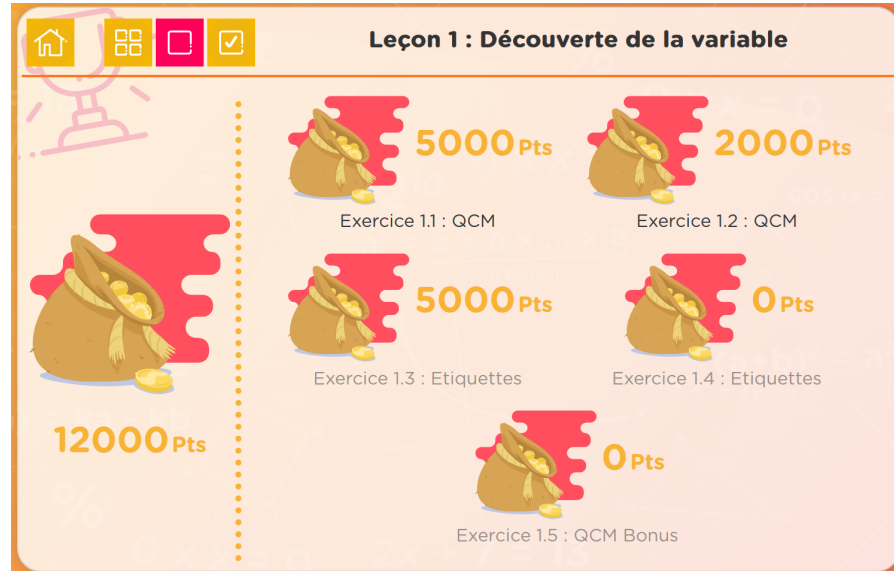 Leçon 1 : Découverte de la variable
5000 Pts
2000 Pts
Exercice 1.1 : QCM
Exercice 1.2 : QCM
5000 Pts
0 Pts
Exercice 1.3 : Etiquettes
Exercice 1.4 : Etiquettes
12000 Pts
0 Pts
Exercice 1.5 : QCM Bonus